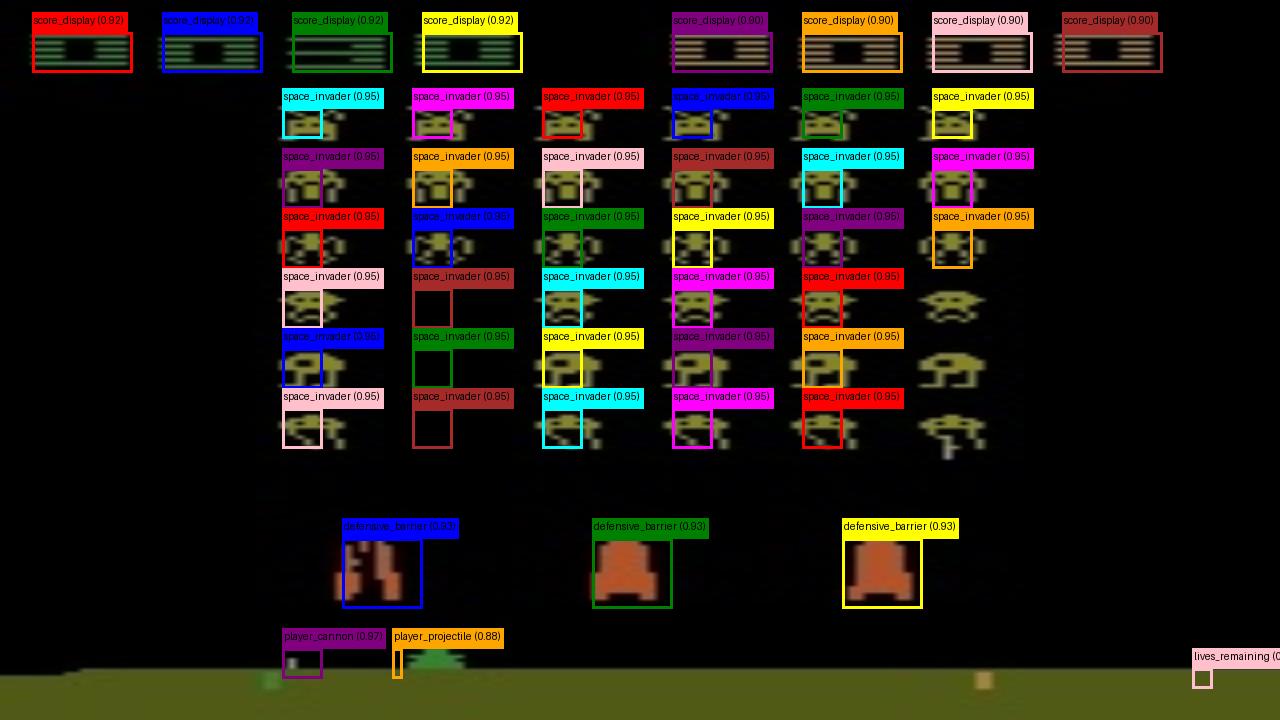 score_display (0.92) score_display (0.92) score_display (0.92) score_display (0.92) score_display (0.90) score_display (0.90) score_display (0.90) score_display (0.90)
space_invader (0.95) space_invader (0.95) space_invader (0.95) space_invader (0.95) space_invader (0.95) space_invader (0.95)
space_invader (0.95) space_invader (0.95) space_invader (0.95) space_invader (0.95) space_invader (0.95) space_invader (0.95)
space_invader (0.95) space_invader (0.95) space_invader (0.95) space_invader (0.95) space_invader (0.95) space_invader (0.95)
space_invader (0.95) space_invader (0.95) space_invader (0.95) space_invader (0.95) space_invader (0.95)
space_invader (0.95) space_invader (0.95) space_invader (0.95) space_invader (0.95) space_invader (0.95)
space_invader (0.95) space_invader (0.95) space_invader (0.95) space_invader (0.95) space_invader (0.95)
defensive_barrier (0.93) defensive_barrier (0.93) defensive_barrier (0.93)
player_cannon (0.97) player_projectile (0.88)
lives_remaining (0